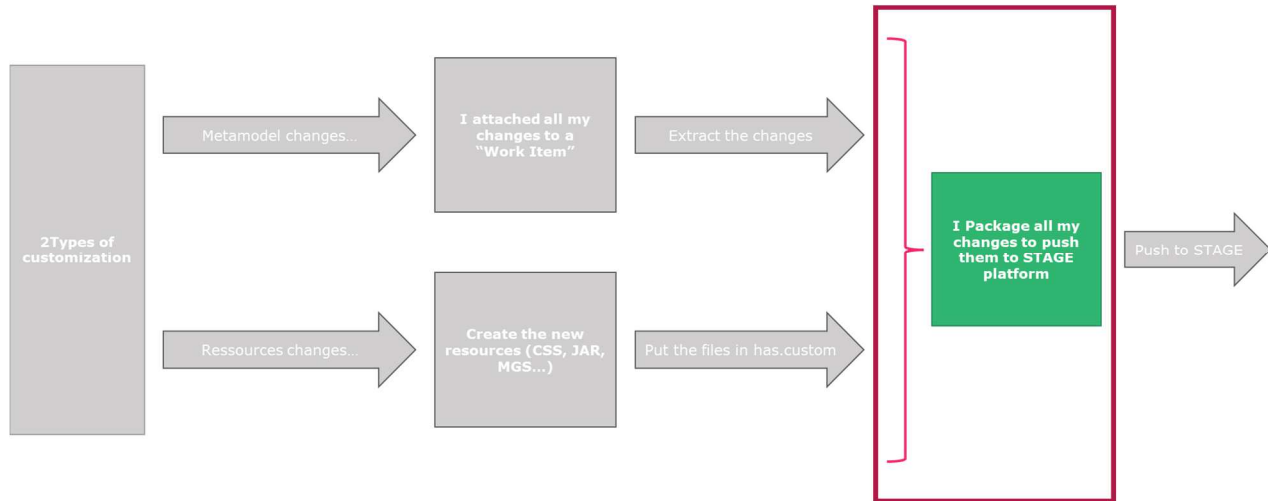 2Types of
customization
Metamodel changes...
I attached all my
changes to a
“Work Item”
Extract the changes
Ressources changes...
Create the new
resources (CSS, JAR,
MGS...)
Put the files in has.custom
I Package all my
changes to push
them to STAGE
platform
Push to STAGE